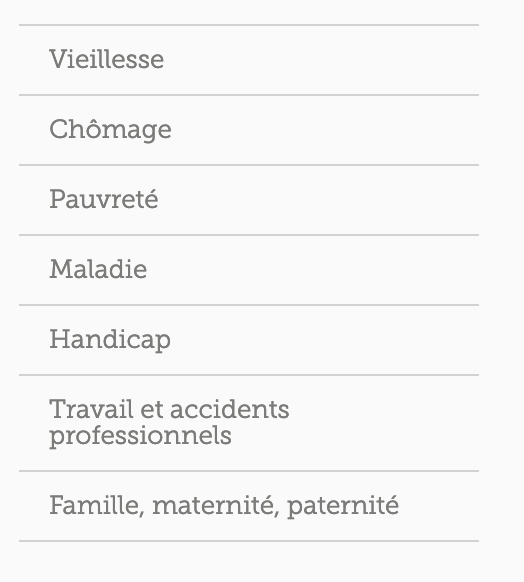 Vieillesse
Chômage
Pauvreté
Maladie
Handicap
Travail et accidents
professionnels
Famille, maternité, paternité